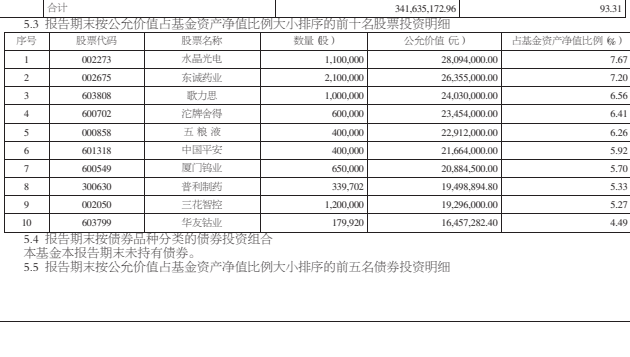 合计 341,635,172.96 93.31
5.3 报告期末按公允价值占基金资产净值比例大小排序的前十名股票投资明细
序号 股票代码 股票名称 数量(股) 公允价值(元) 占基金资产净值比例(%)
1 002273 水晶光电 1,100,000 28,094,000.00 7.67
2 002675 东诚药业 2,100,000 26,355,000.00 7.20
3 603808 歌力思 1,000,000 24,030,000.00 6.56
4 600702 沱牌舍得 600,000 23,454,000.00 6.41
5 000858 五 粮 液 400,000 22,912,000.00 6.26
6 601318 中国平安 400,000 21,664,000.00 5.92
7 600549 厦门钨业 650,000 20,884,500.00 5.70
8 300630 普利制药 339,702 19,498,894.80 5.33
9 002050 三花智控 1,200,000 19,296,000.00 5.27
10 603799 华友钴业 179,920 16,457,282.40 4.49
5.4 报告期末按债券品种分类的债券投资组合
本基金本报告期末未持有债券。
5.5 报告期末按公允价值占基金资产净值比例大小排序的前五名债券投资明细